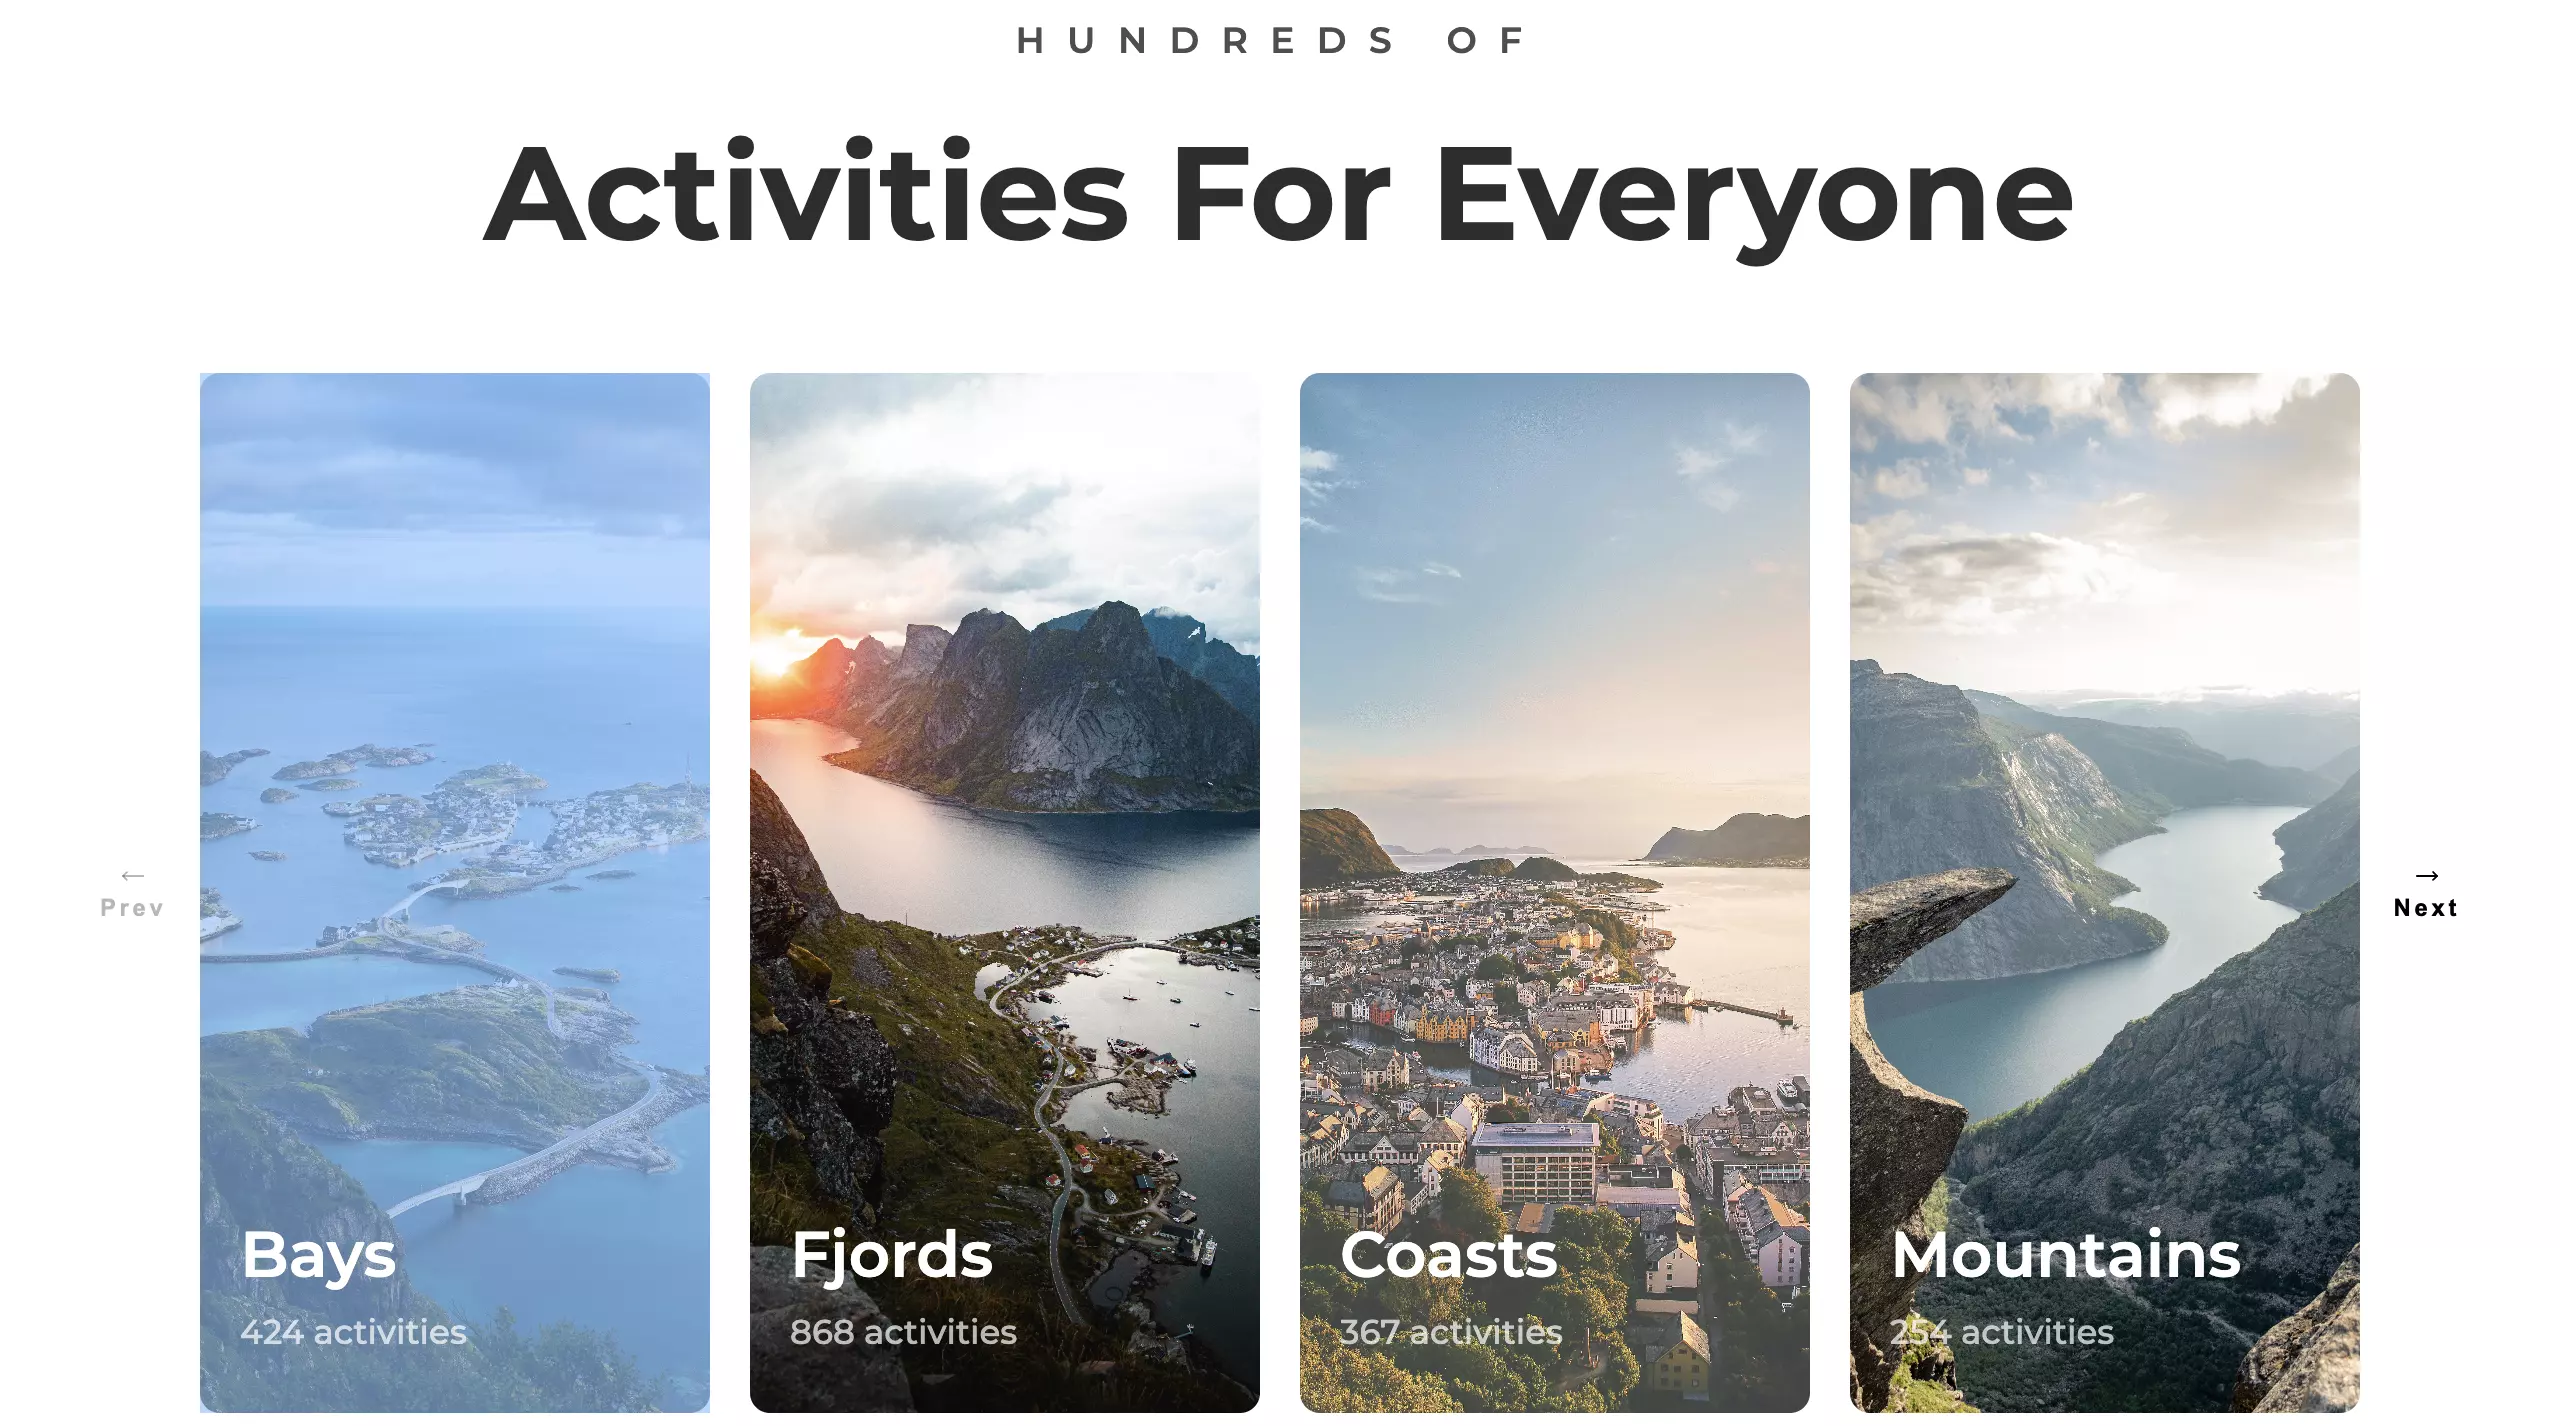 HUNDREDS OF
Activities For Everyone
←
Prev
Bays
424 activities
Fjords
868 activities
Coasts
367 activities
Mountains
254 activities
→
Next